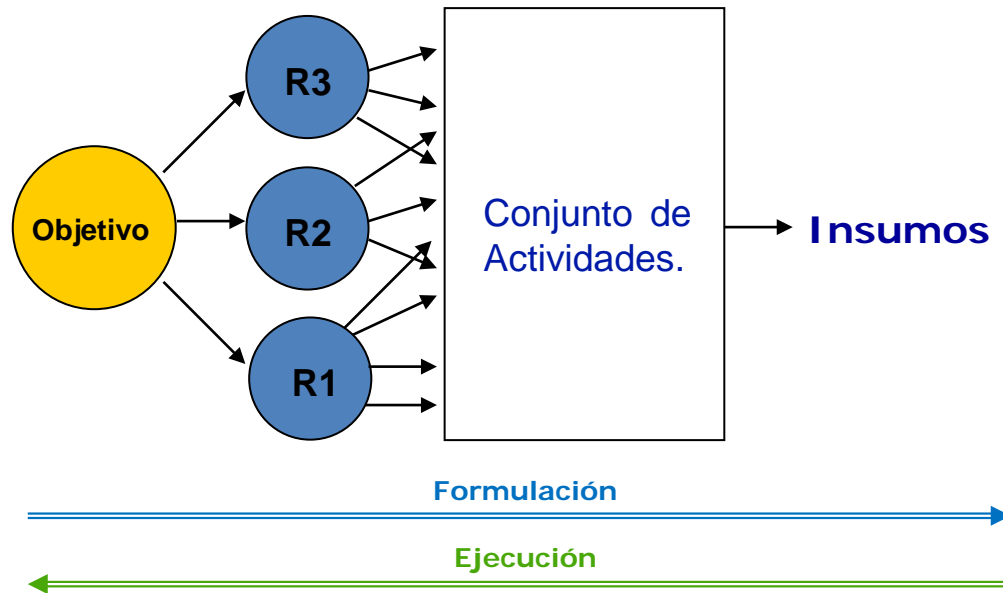 R3
Objetivo
R2
R1
Conjunto de
Actividades.
Insumos
Formulación
Ejecución